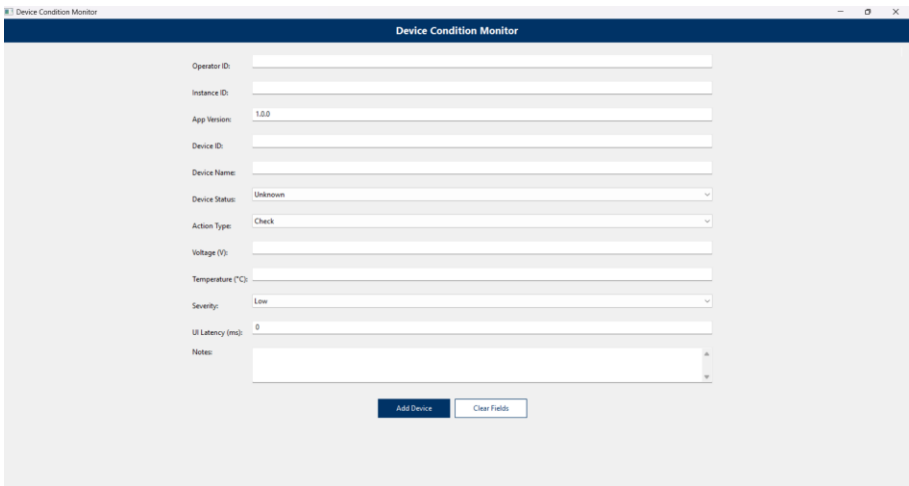 Device Condition Monitor
Device Condition Monitor
Operator ID:
Instance ID:
App Version: 1.0.0
Device ID:
Device Name:
Device Status: Unknown
Action Type: Check
Voltage (V):
Temperature (°C):
Severity: Low
UI Latency (ms): 0
Notes:
Add Device Clear Fields